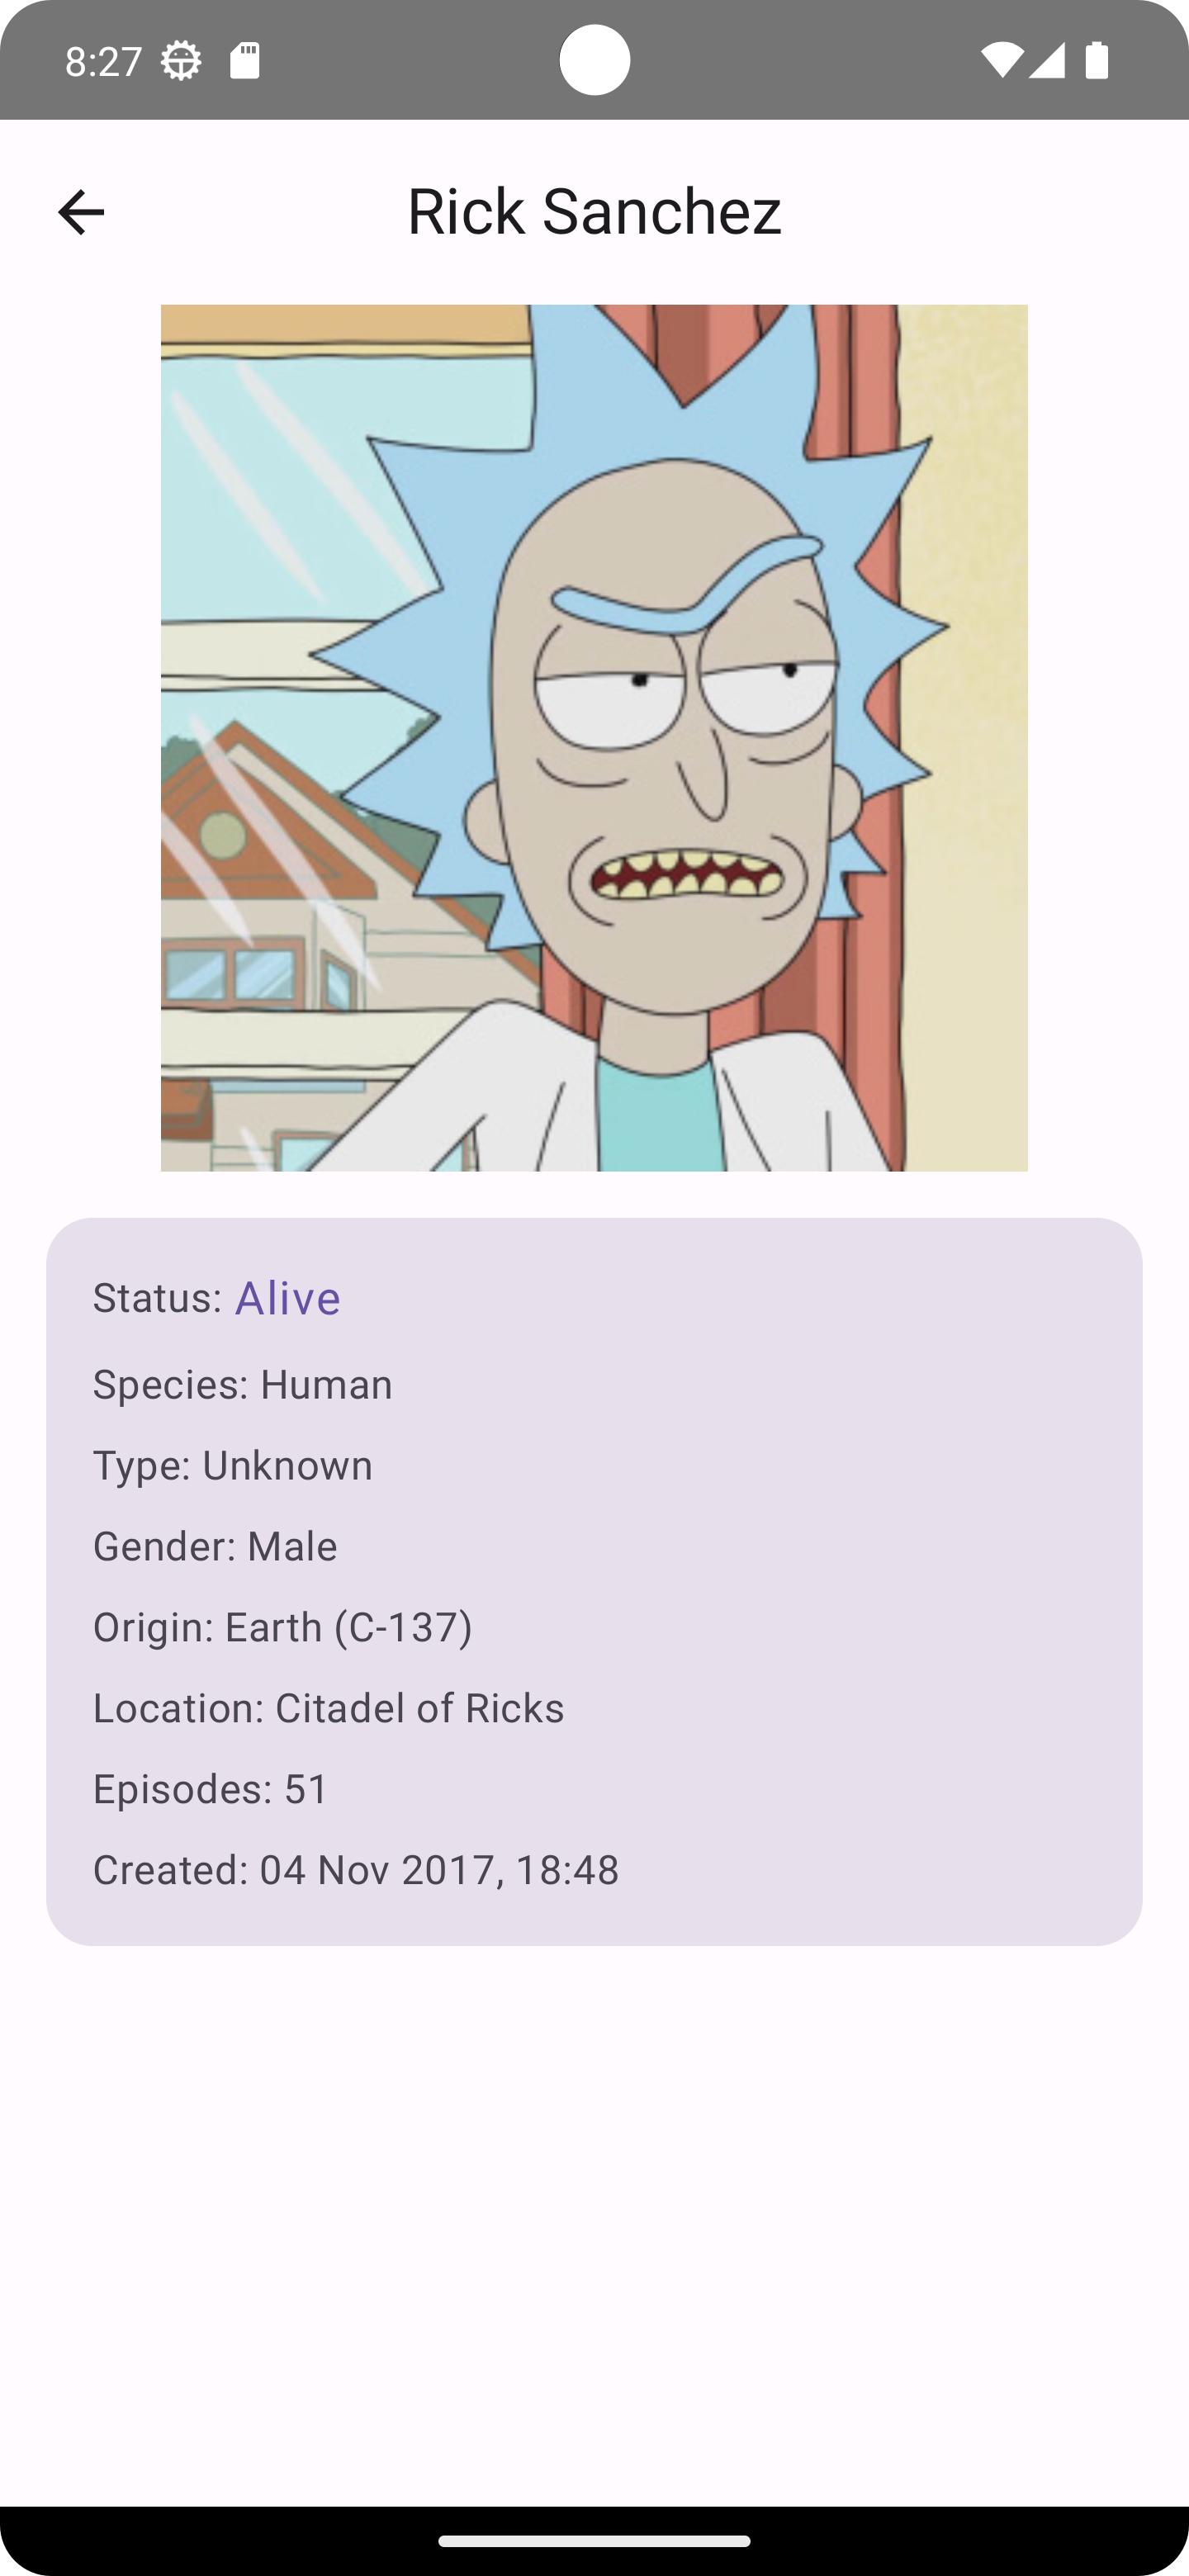 8:27
Rick Sanchez
Status: Alive
Species: Human
Type: Unknown
Gender: Male
Origin: Earth (C-137)
Location: Citadel of Ricks
Episodes: 51
Created: 04 Nov 2017, 18:48